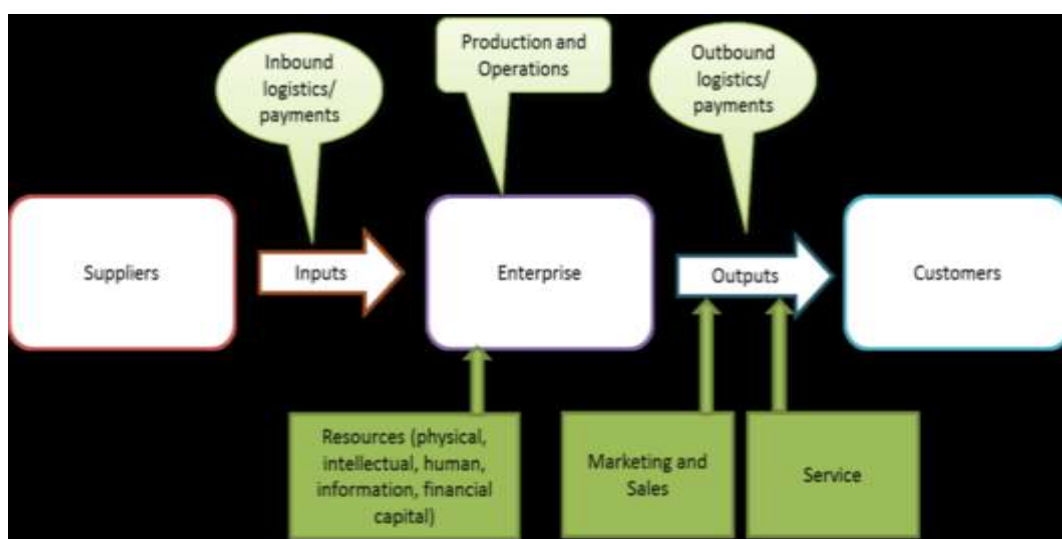 Inbound
logistics/
payments
Production and
Operations
Outbound
logistics/
payments
Suppliers
Inputs
Enterprise
Outputs
Customers
Resources (physical,
intellectual, human,
information, financial
capital)
Marketing and
Sales
Service